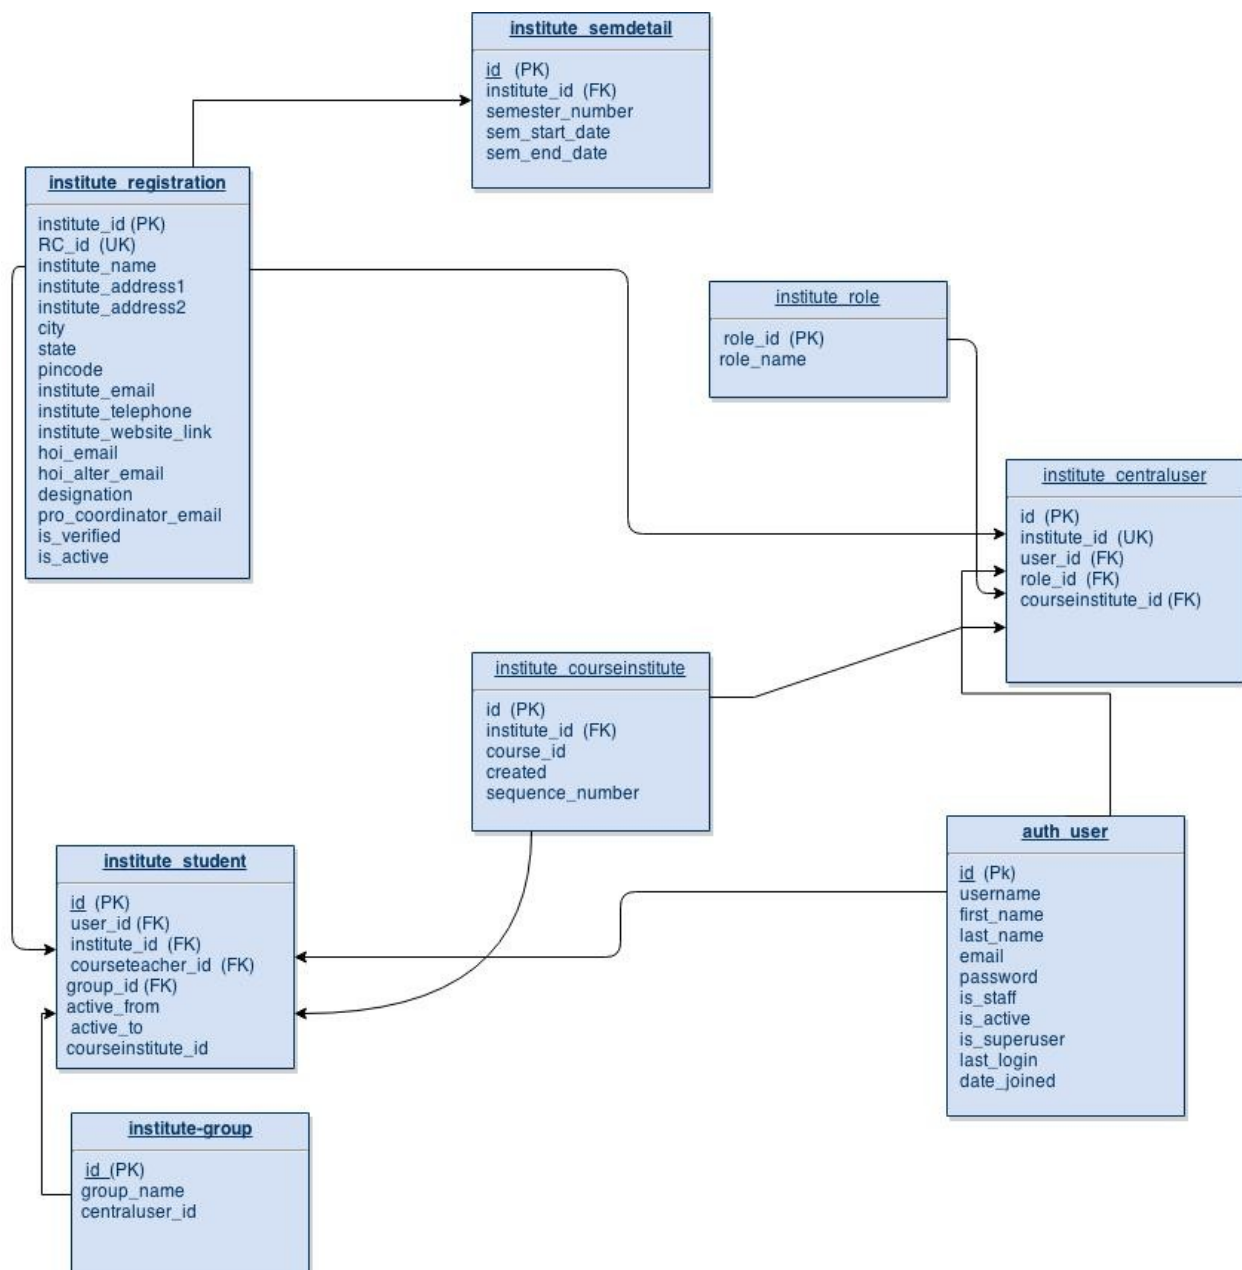 institute_semdetail
id (PK)
institute_id (FK)
semester_number
sem_start_date
sem_end_date
institute_registration
institute_id (PK)
RC_id (UK)
institute_name
institute_address1
institute_address2
city
state
pincode
institute_email
institute_telephone
institute_website_link
hoi_email
hoi_alter_email
designation
pro_coordinator_email
is_verified
is_active
institute_role
role_id (PK)
role_name
institute_centraluser
id (PK)
institute_id (UK)
user_id (FK)
role_id (FK)
courseinstitute_id (FK)
institute_courseinstitute
id (PK)
institute_id (FK)
course_id
created
sequence_number
institute_student
id (PK)
user_id (FK)
institute_id (FK)
courseteacher_id (FK)
group_id (FK)
active_from
active_to
courseinstitute_id
auth_user
id (Pk)
username
first_name
last_name
email
password
is_staff
is_active
is_superuser
last_login
date_joined
institute-group
id (PK)
group_name
centraluser_id